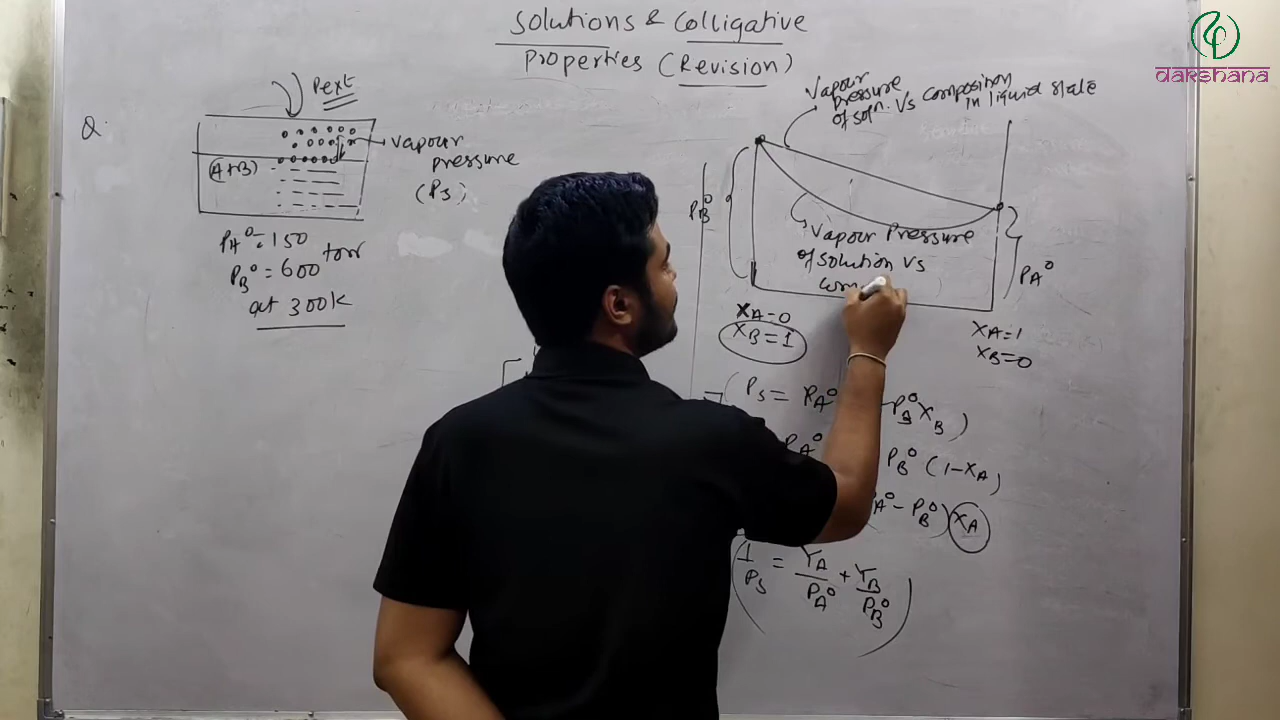 Solutions & Colligative
Properties (Revision)
dakshana
Q.
Pext
(A+B)
vapour
pressure
(Ps)
PA°= 150
PB° = 600
torr
at 300K
Vapour
Pressure
of soln. Vs composition
in liquid state
PB°
Vapour Pressure
of solution Vs
com
PA°
XA=0
XB=1
XA=1
XB=0
Ps = PA°
PB° XB)
PA°
PB° (1-XA)
A° - PB°) XA
1/Ps = YA/PA° + YB/PB°